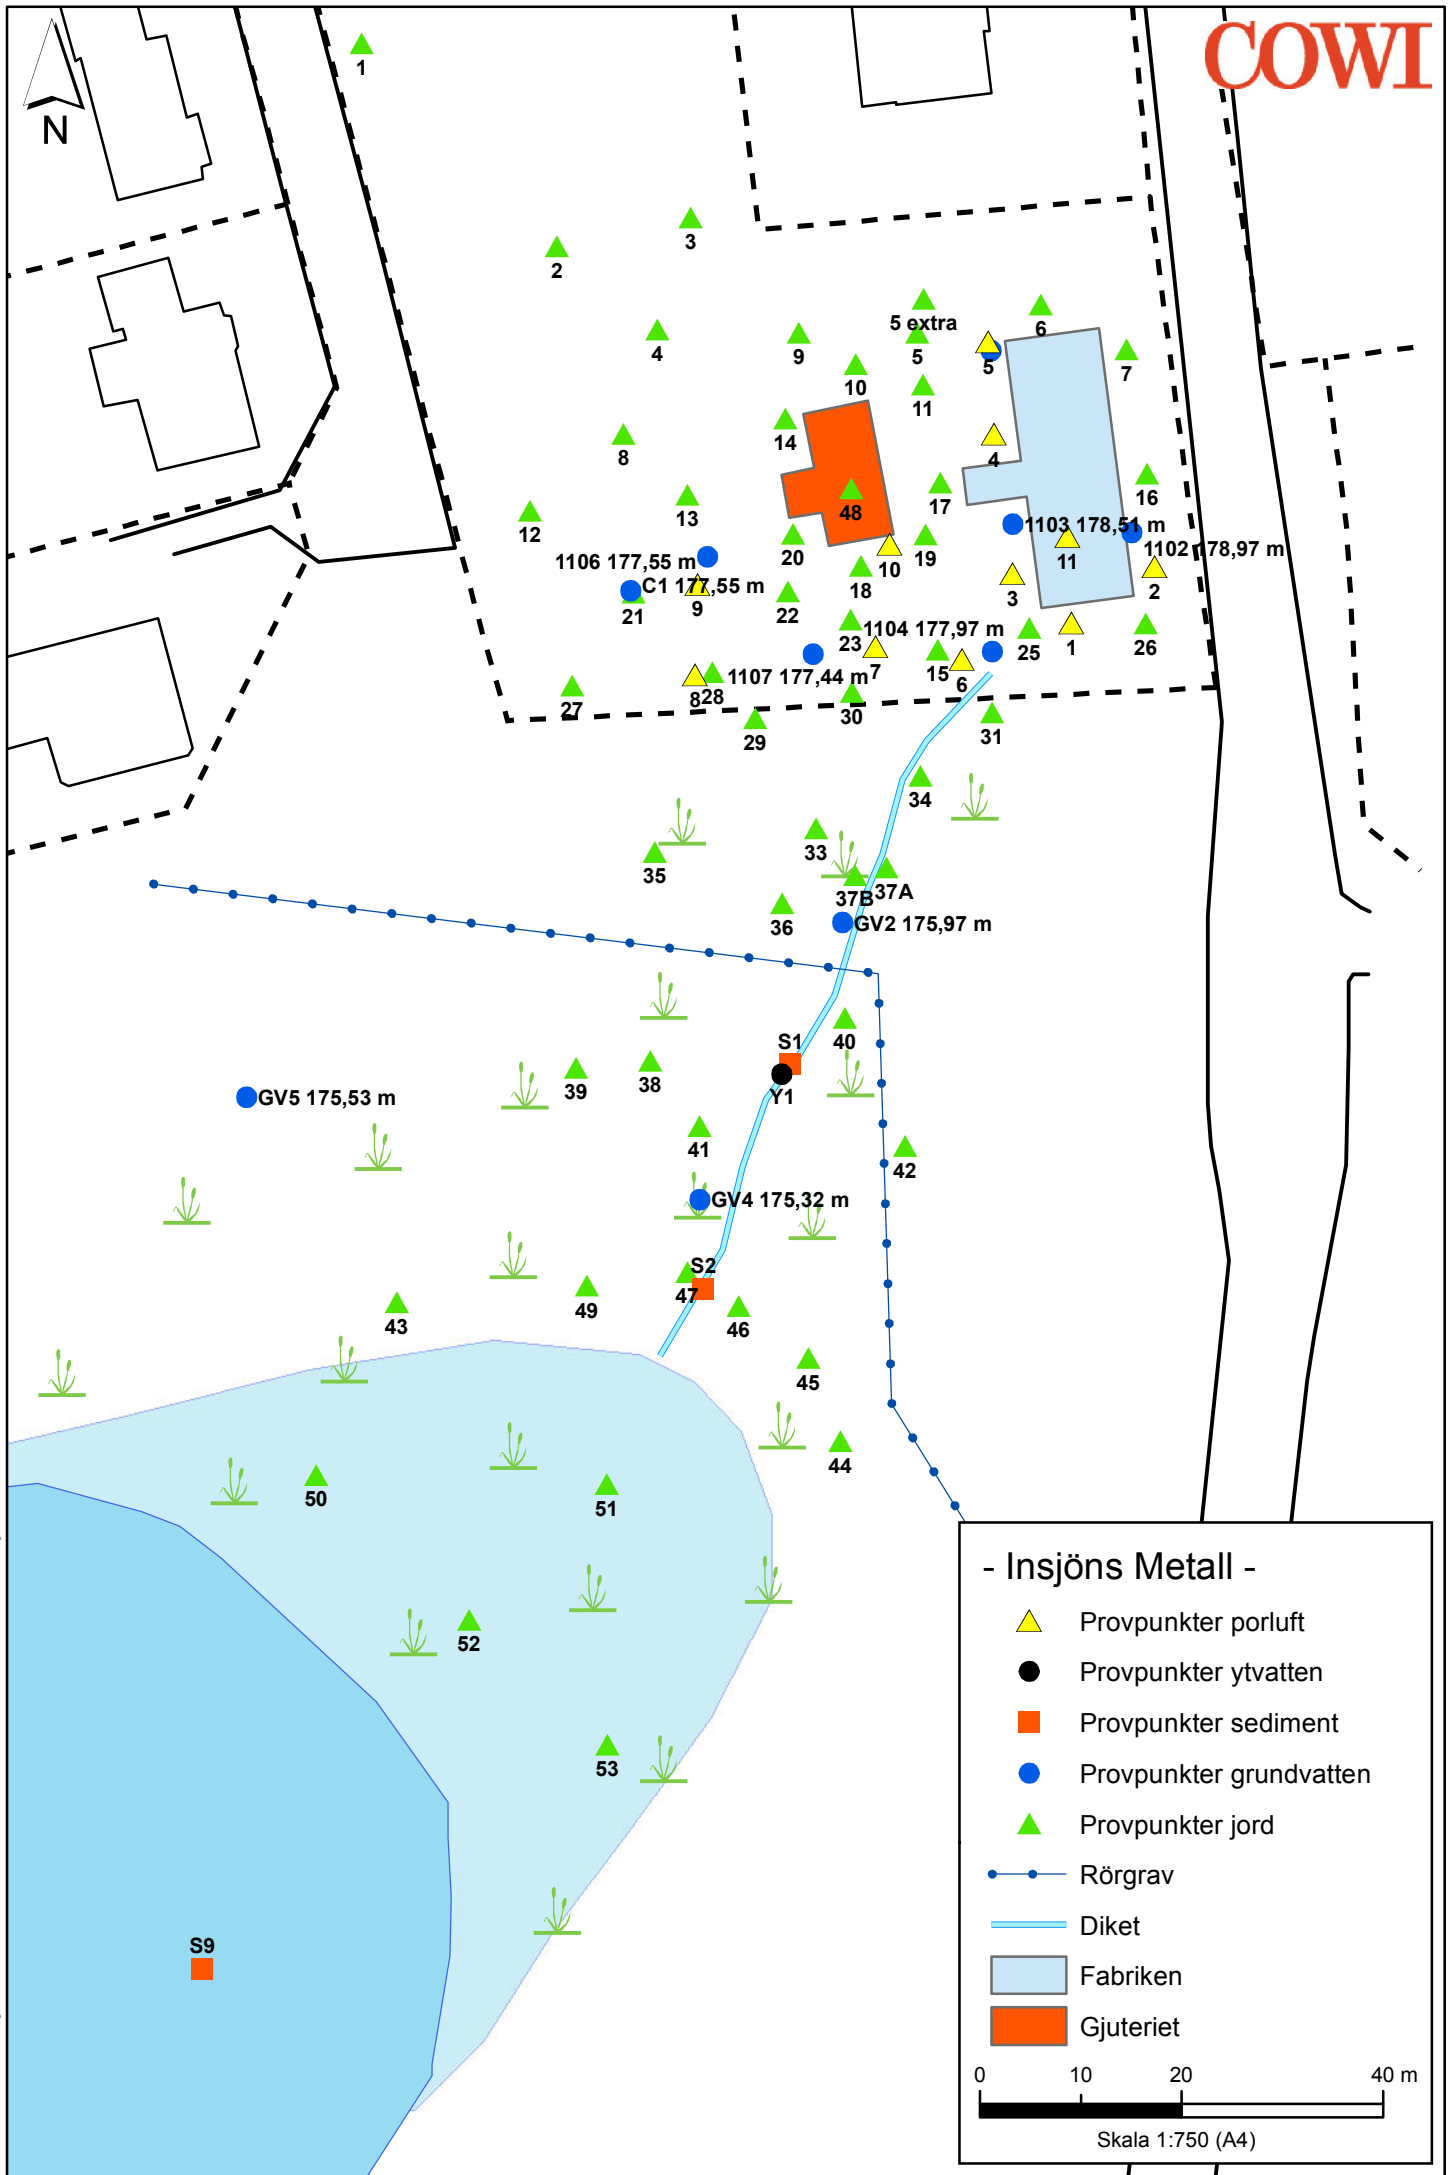 COWI
N
1
3
2
5 extra
6
4
9
5
5
7
10
11
14
4
8
16
17
48
13
12
1103 178,51 m
20
19
11
1102 178,97 m
1106 177,55 m
10
18
C1 177,55 m
3
2
9
22
21
23
1104 177,97 m
25
1
26
15
7
6
1107 177,44 m
8
28
27
30
31
29
34
33
35
37B
37A
36
GV2 175,97 m
S1
40
39
38
Y1
GV5 175,53 m
41
42
GV4 175,32 m
S2
47
49
43
46
45
44
50
51
52
53
S9
- Insjöns Metall -
Provpunkter porluft
Provpunkter ytvatten
Provpunkter sediment
Provpunkter grundvatten
Provpunkter jord
Rörgrav
Diket
Fabriken
Gjuteriet
0 10 20 40 m
Skala 1:750 (A4)